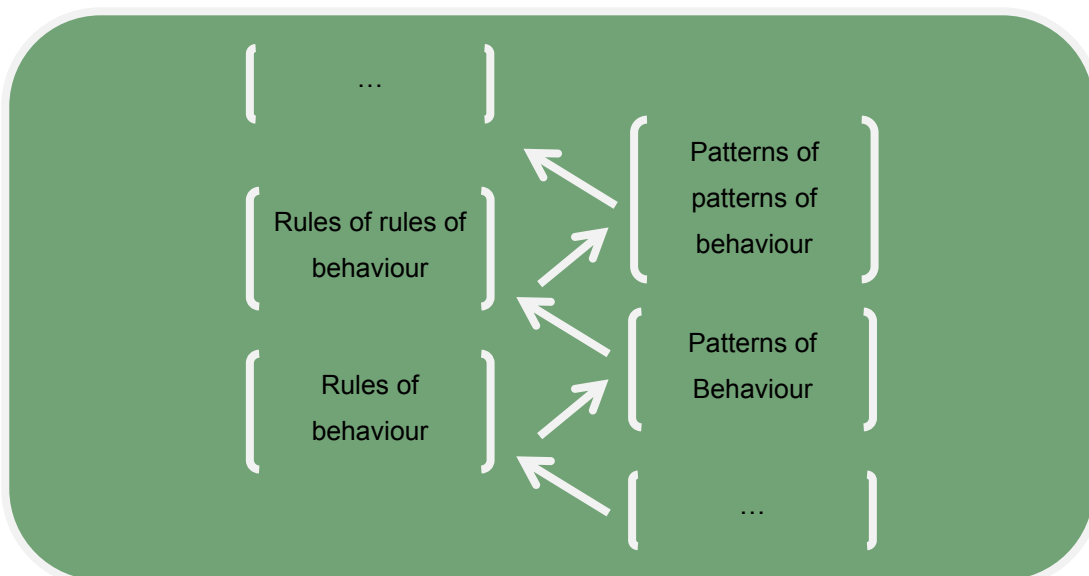 …
Patterns of
patterns of
behaviour
Rules of rules of
behaviour
Patterns of
Behaviour
Rules of
behaviour
…